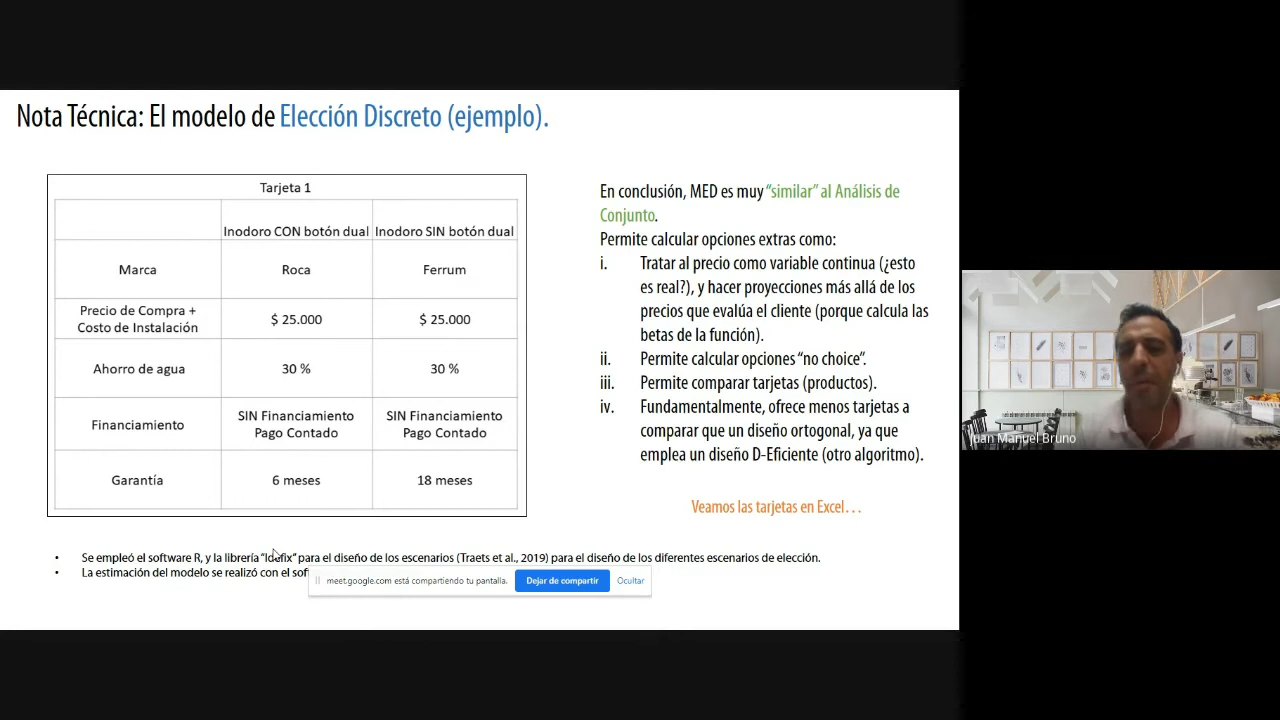 Nota Técnica: El modelo de Elección Discreto (ejemplo).
Tarjeta 1
Inodoro CON botón dual Inodoro SIN botón dual
Marca Roca Ferrum
Precio de Compra +
Costo de Instalación
$ 25.000 $ 25.000
Ahorro de agua 30 % 30 %
Financiamiento
SIN Financiamiento
Pago Contado
SIN Financiamiento
Pago Contado
Garantía 6 meses 18 meses
En conclusión, MED es muy “similar” al Análisis de
Conjunto.
Permite calcular opciones extras como:
i. Tratar al precio como variable continua (¿esto
es real?), y hacer proyecciones más allá de los
precios que evalúa el cliente (porque calcula las
betas de la función).
ii. Permite calcular opciones “no choice”.
iii. Permite comparar tarjetas (productos).
iv. Fundamentalmente, ofrece menos tarjetas a
comparar que un diseño ortogonal, ya que
emplea un diseño D-Eficiente (otro algoritmo).
Veamos las tarjetas en Excel…
• Se empleó el software R, y la librería para el diseño de los escenarios (Traets et al., 2019) para el diseño de los diferentes escenarios de elección.
• La estimación del modelo se realizó con el
meet.google.com está compartiendo tu pantalla.
Dejar de compartir
Ocultar
Juan Manuel Bruno